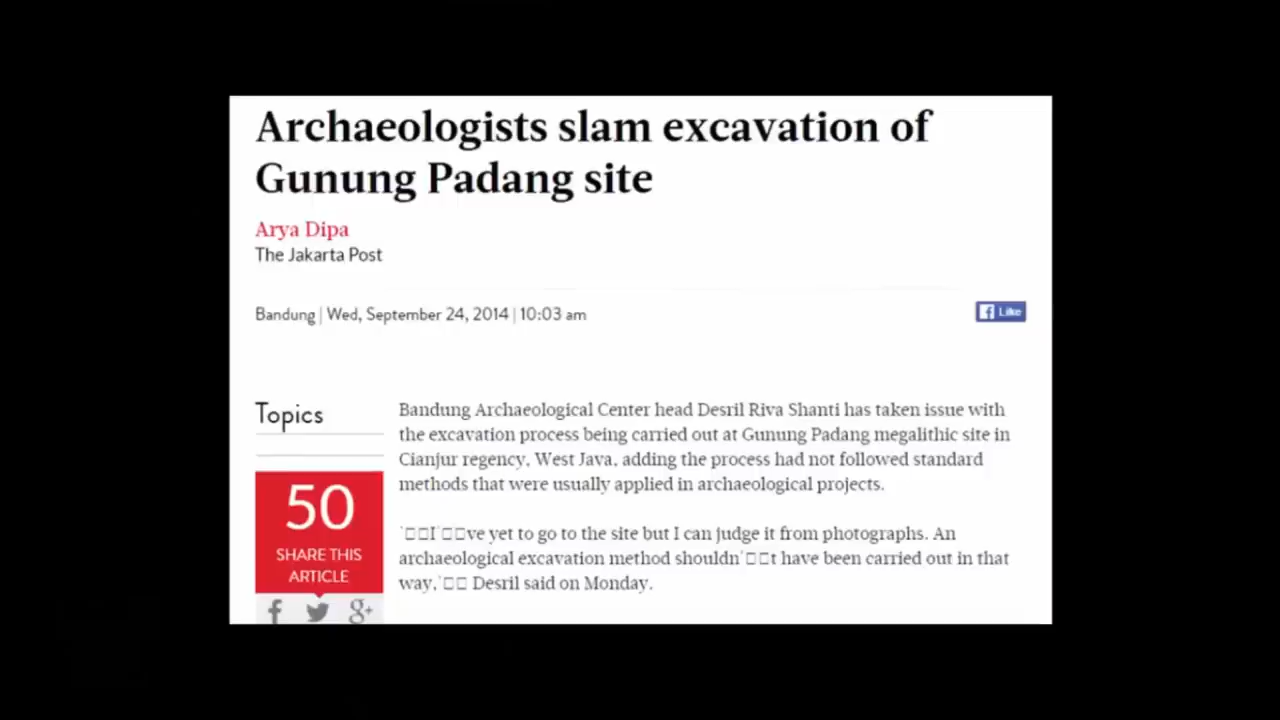 Archaeologists slam excavation of
Gunung Padang site
Arya Dipa
The Jakarta Post
Bandung | Wed, September 24, 2014 | 10:03 am
Like
Topics
50
SHARE THIS
ARTICLE
Bandung Archaeological Center head Desril Riva Shanti has taken issue with
the excavation process being carried out at Gunung Padang megalithic site in
Cianjur regency, West Java, adding the process had not followed standard
methods that were usually applied in archaeological projects.
`□□I`□□ve yet to go to the site but I can judge it from photographs. An
archaeological excavation method shouldn`□□t have been carried out in that
way,`□□ Desril said on Monday.